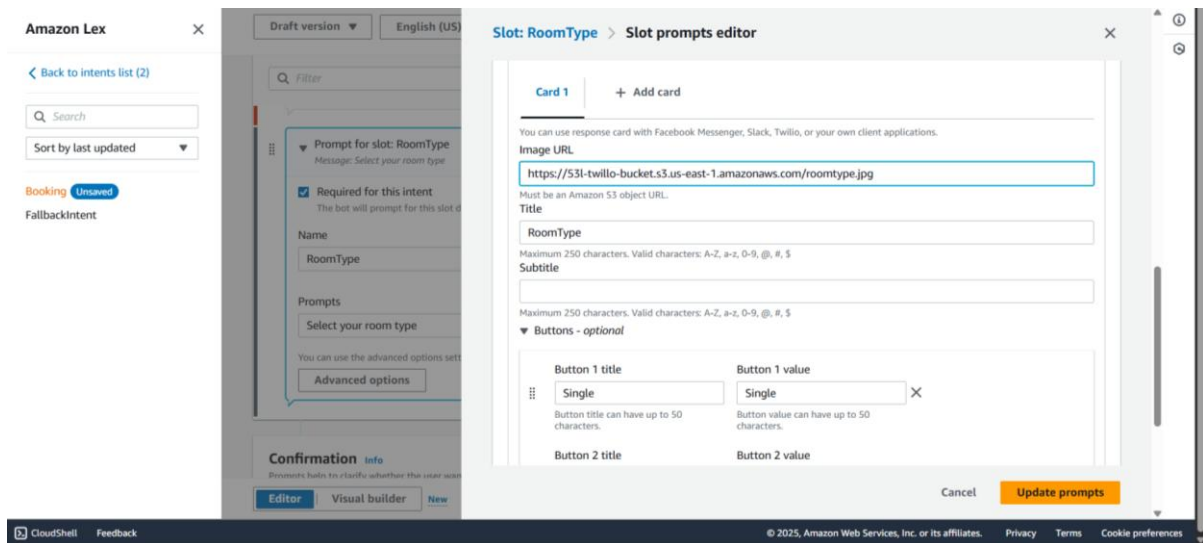 Amazon Lex
Back to intents list (2)
Search
Sort by last updated
Booking Unsaved
FallbackIntent
Draft version
English (US)
Filter
Prompt for slot: RoomType
Message: Select your room type
Required for this intent
The bot will prompt for this slot d
Name
RoomType
Prompts
Select your room type
You can use the advanced options sett
Advanced options
Confirmation Info
Prompts help to clarify whether the user wan
Editor
Visual builder
New
Slot: RoomType > Slot prompts editor
Card 1
+ Add card
You can use response card with Facebook Messenger, Slack, Twilio, or your own client applications.
Image URL
https://53l-twillo-bucket.s3.us-east-1.amazonaws.com/roomtype.jpg
Must be an Amazon S3 object URL.
Title
RoomType
Maximum 250 characters. Valid characters: A-Z, a-z, 0-9, @, #, $
Subtitle
Maximum 250 characters. Valid characters: A-Z, a-z, 0-9, @, #, $
Buttons - optional
Button 1 title
Button 1 value
Single
Single
Button title can have up to 50
characters.
Button value can have up to 50
characters.
Button 2 title
Button 2 value
Cancel
Update prompts
CloudShell
Feedback
© 2025, Amazon Web Services, Inc. or its affiliates.
Privacy
Terms
Cookie preferences